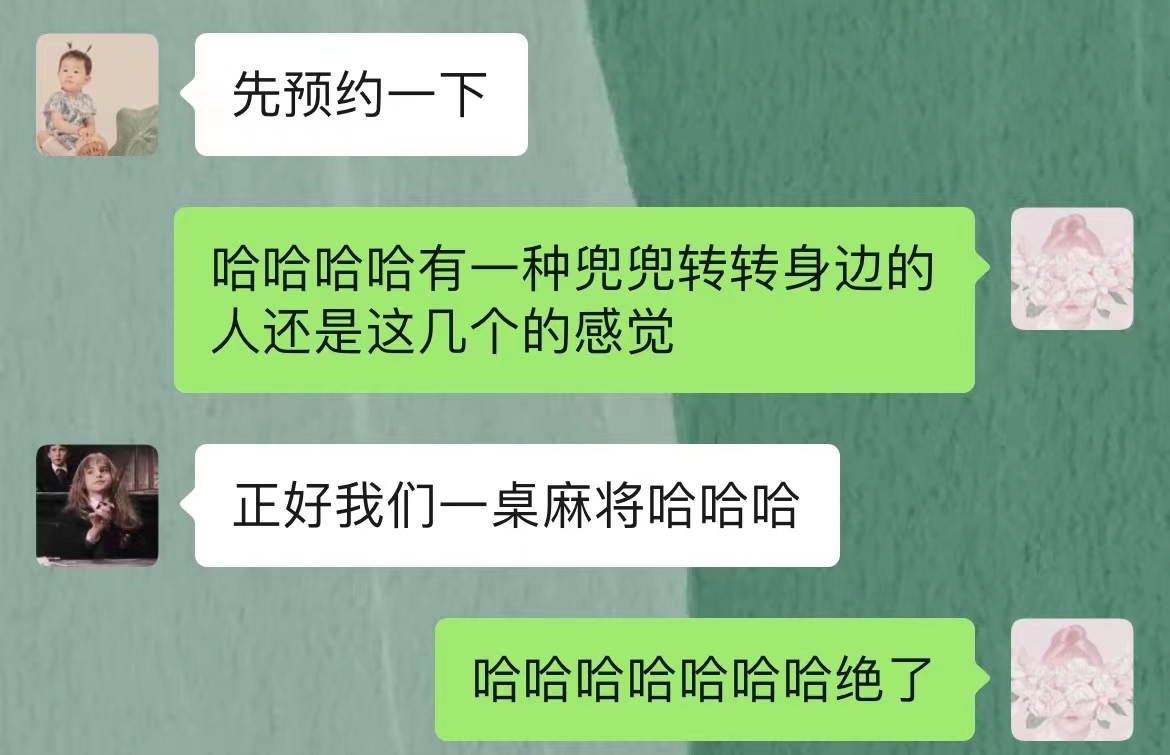 先预约一下
哈哈哈哈有一种兜兜转转身边的
人还是这几个的感觉
正好我们一桌麻将哈哈哈
哈哈哈哈哈哈哈绝了